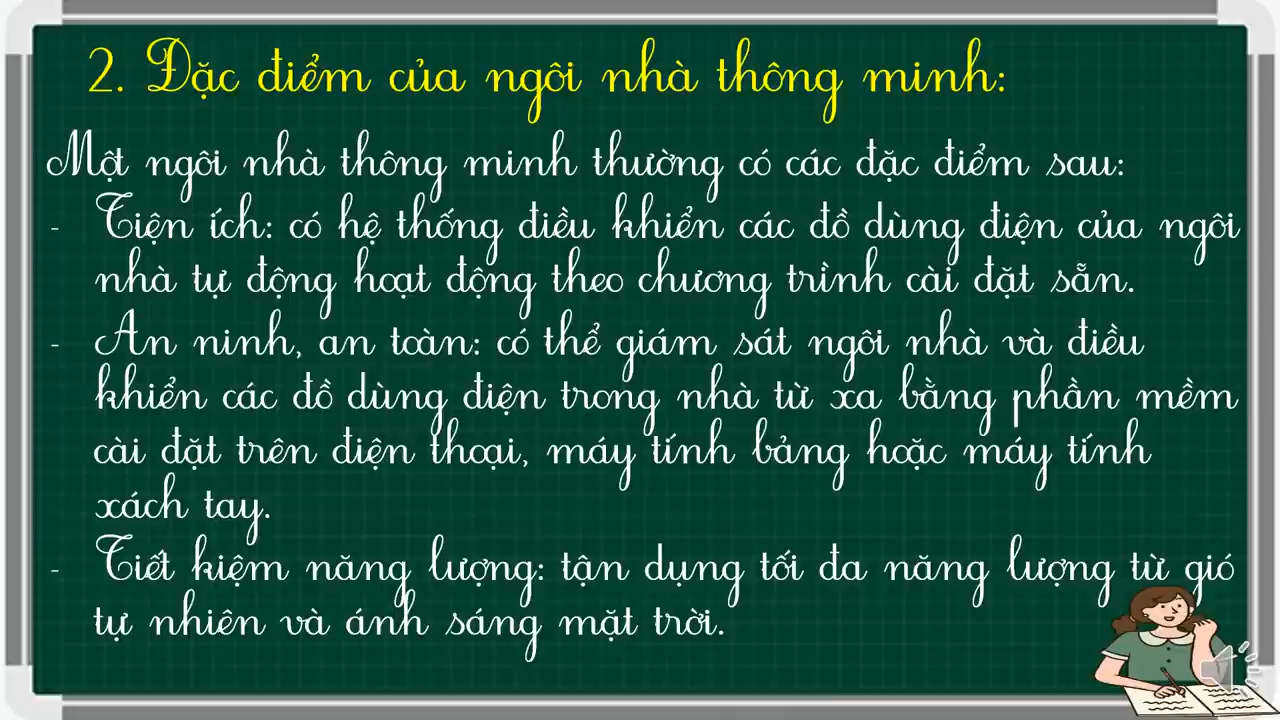 2. Đặc điểm của ngôi nhà thông minh:
Một ngôi nhà thông minh thường có các đặc điểm sau:
- Tiện ích: có hệ thống điều khiển các đồ dùng điện của ngôi
nhà tự động hoạt động theo chương trình cài đặt sẵn.
- An ninh, an toàn: có thể giám sát ngôi nhà và điều
khiển các đồ dùng điện trong nhà từ xa bằng phần mềm
cài đặt trên điện thoại, máy tính bảng hoặc máy tính
xách tay.
- Tiết kiệm năng lượng: tận dụng tối đa năng lượng từ gió
tự nhiên và ánh sáng mặt trời.